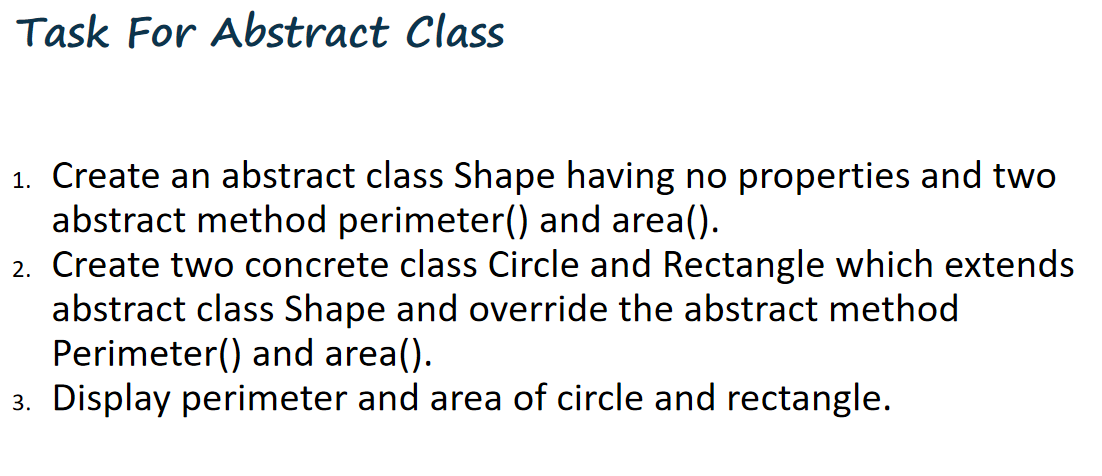 Task For Abstract Class
1. Create an abstract class Shape having no properties and two
abstract method perimeter() and area().
2. Create two concrete class Circle and Rectangle which extends
abstract class Shape and override the abstract method
Perimeter() and area().
3. Display perimeter and area of circle and rectangle.